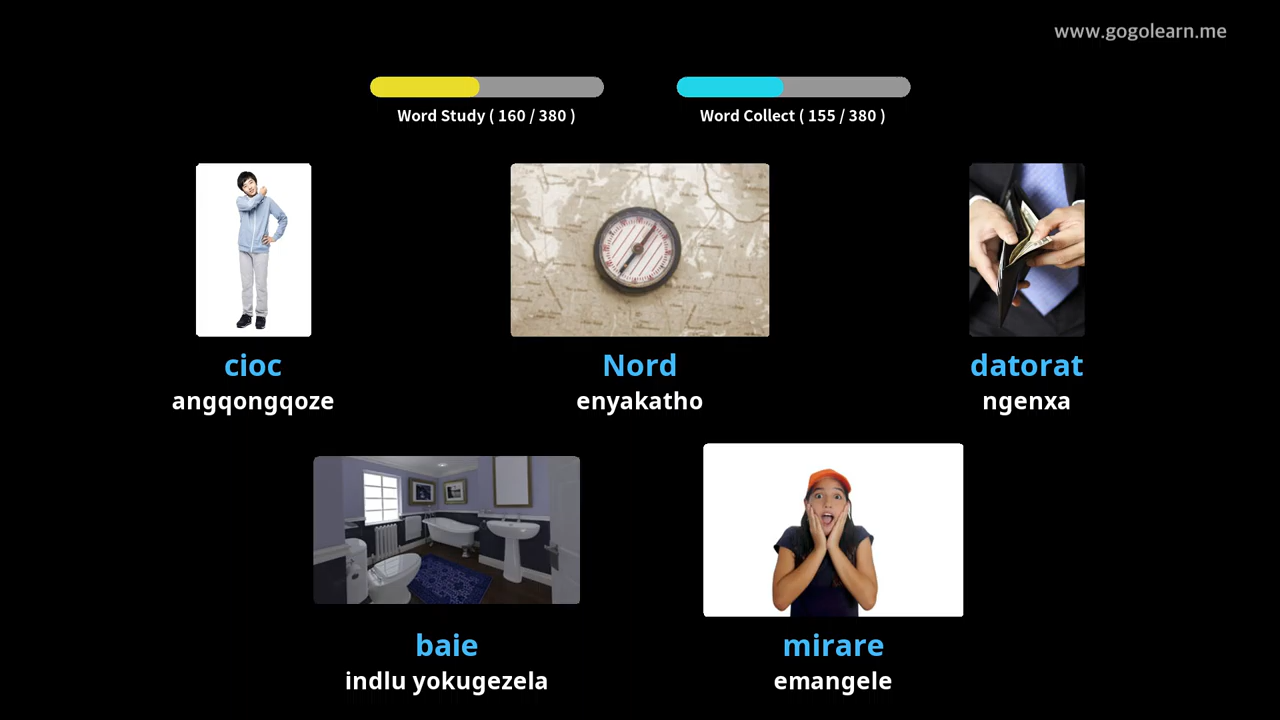 www.gogolearn.me
Word Study ( 160 / 380 )
Word Collect ( 155 / 380 )
cioc
angqongqoze
Nord
enyakatho
datorat
ngenxa
baie
indlu yokugezela
mirare
emangele